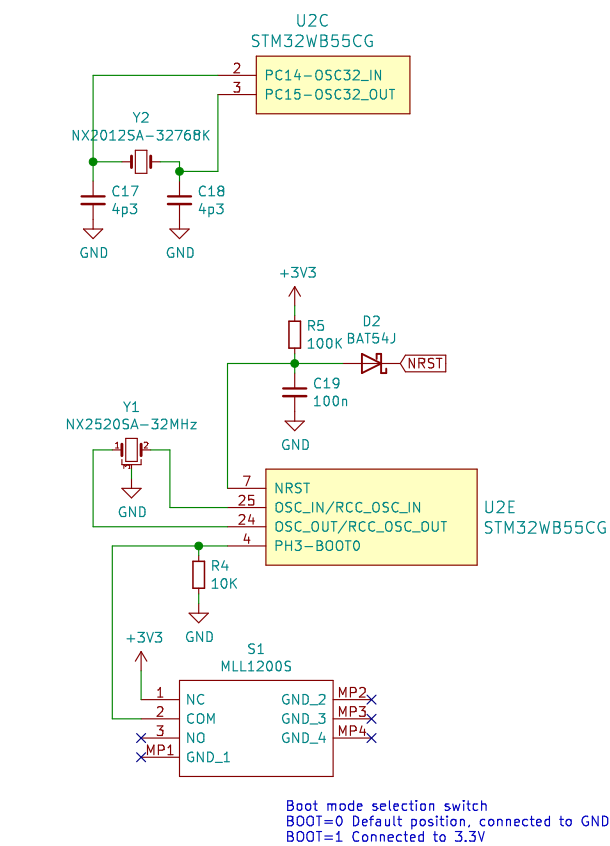 U2C
STM32WB55CG
2 PC14-OSC32_IN
3 PC15-OSC32_OUT
Y2
NX2012SA-32768K
C17 4p3
C18 4p3
GND GND
+3V3
R5 100K
D2 BAT54J
NRST
C19 100n
GND
Y1
NX2520SA-32MHz
1 2
GND
7 NRST
25 OSC_IN/RCC_OSC_IN
24 OSC_OUT/RCC_OSC_OUT
4 PH3-BOOT0
U2E
STM32WB55CG
R4 10K
GND
+3V3
S1
MLL1200S
1 NC GND_2 MP2
2 COM GND_3 MP3
3 NO GND_4 MP4
MP1 GND_1
Boot mode selection switch
BOOT=0 Default position, connected to GND
BOOT=1 Connected to 3.3V